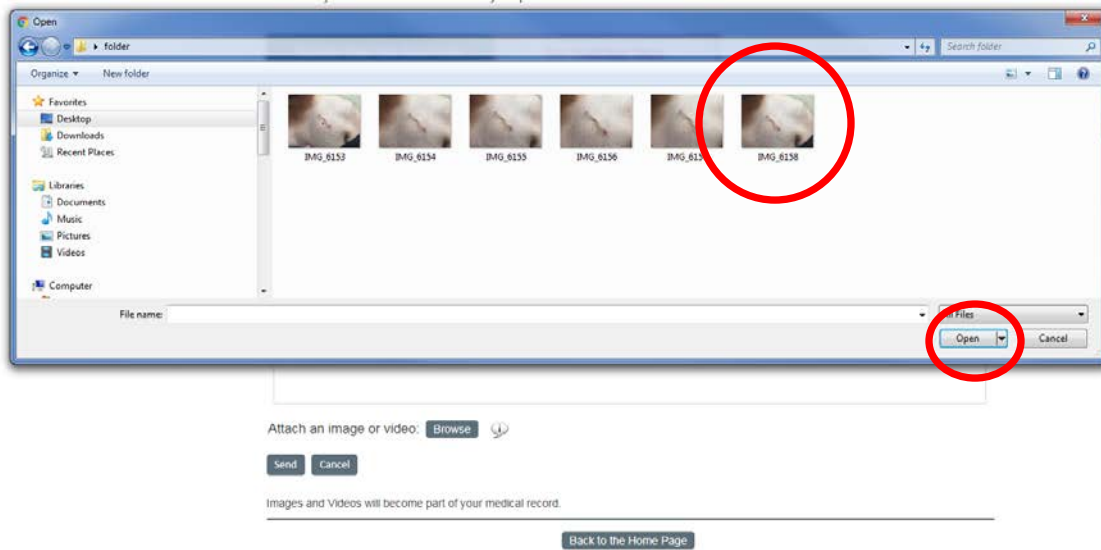 Open
folder
Search folder
Organize
New folder
Favorites
Desktop
Downloads
Recent Places
Libraries
Documents
Music
Pictures
Videos
Computer
IMG_6153
IMG_6154
IMG_6155
IMG_6156
IMG_6158
File name:
Files
Open
Cancel
Attach an image or video:
Browse
Send
Cancel
Images and Videos will become part of your medical record.
Back to the Home Page